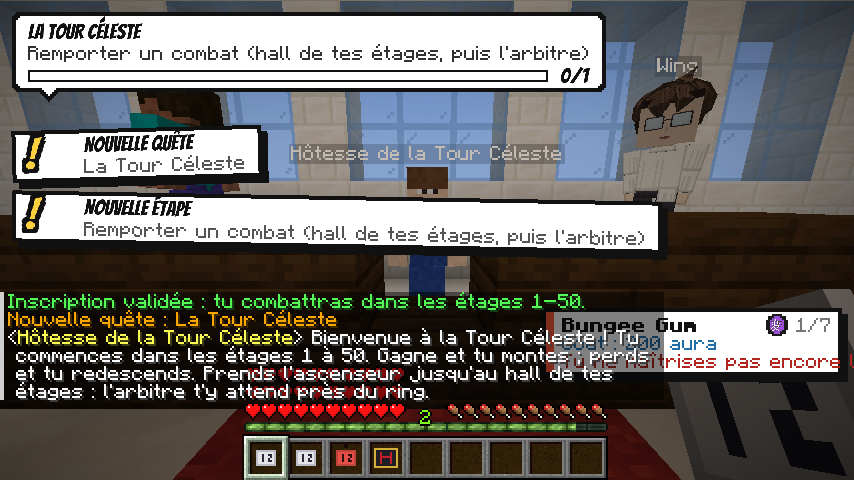 LA TOUR CÉLESTE
Remporter un combat (hall de tes étages, puis l'arbitre)
0/1
Wing
NOUVELLE QUÊTE
La Tour Céleste
Hôtesse de la Tour Céleste
NOUVELLE ÉTAPE
Remporter un combat (hall de tes étages, puis l'arbitre)
Inscription validée : tu combattras dans les étages 1-50.
Nouvelle quête : La Tour Céleste
<Hôtesse de la Tour Céleste> Bienvenue à la Tour Céleste ! Tu
commences dans les étages 1 à 50. Gagne et tu montes ; perds
et tu redescends. Prends l'ascenseur jusqu'au hall de tes
étages : l'arbitre t'y attend près du ring.
Bungee Gum
1/7
200 aura
maîtrises pas encore
2
12
12
12
H
12